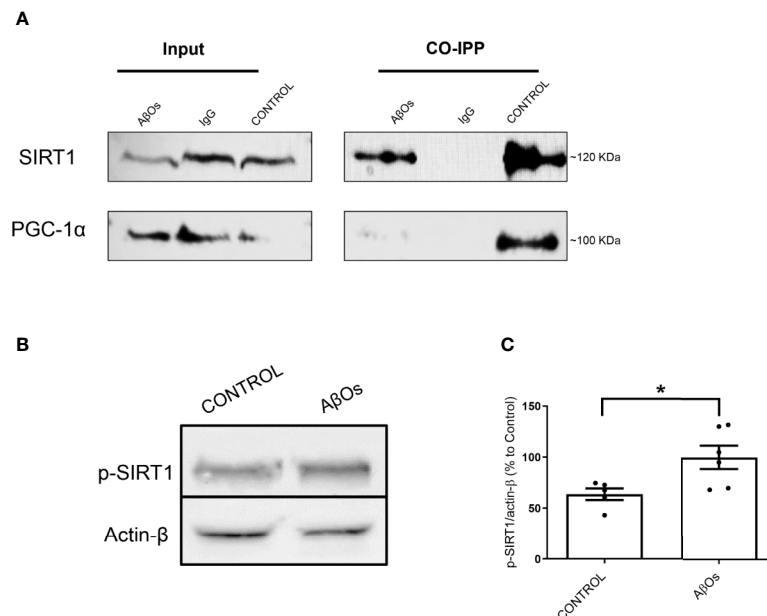 A
Input
CO-IPP
AβOs
IgG
CONTROL
AβOs
IgG
CONTROL
SIRT1
~120 KDa
PGC-1α
~100 KDa
B
CONTROL
AβOs
p-SIRT1
Actin-β
C
*
p-SIRT1/actin-β (% to Control)
150
100
50
0
CONTROL
AβOs